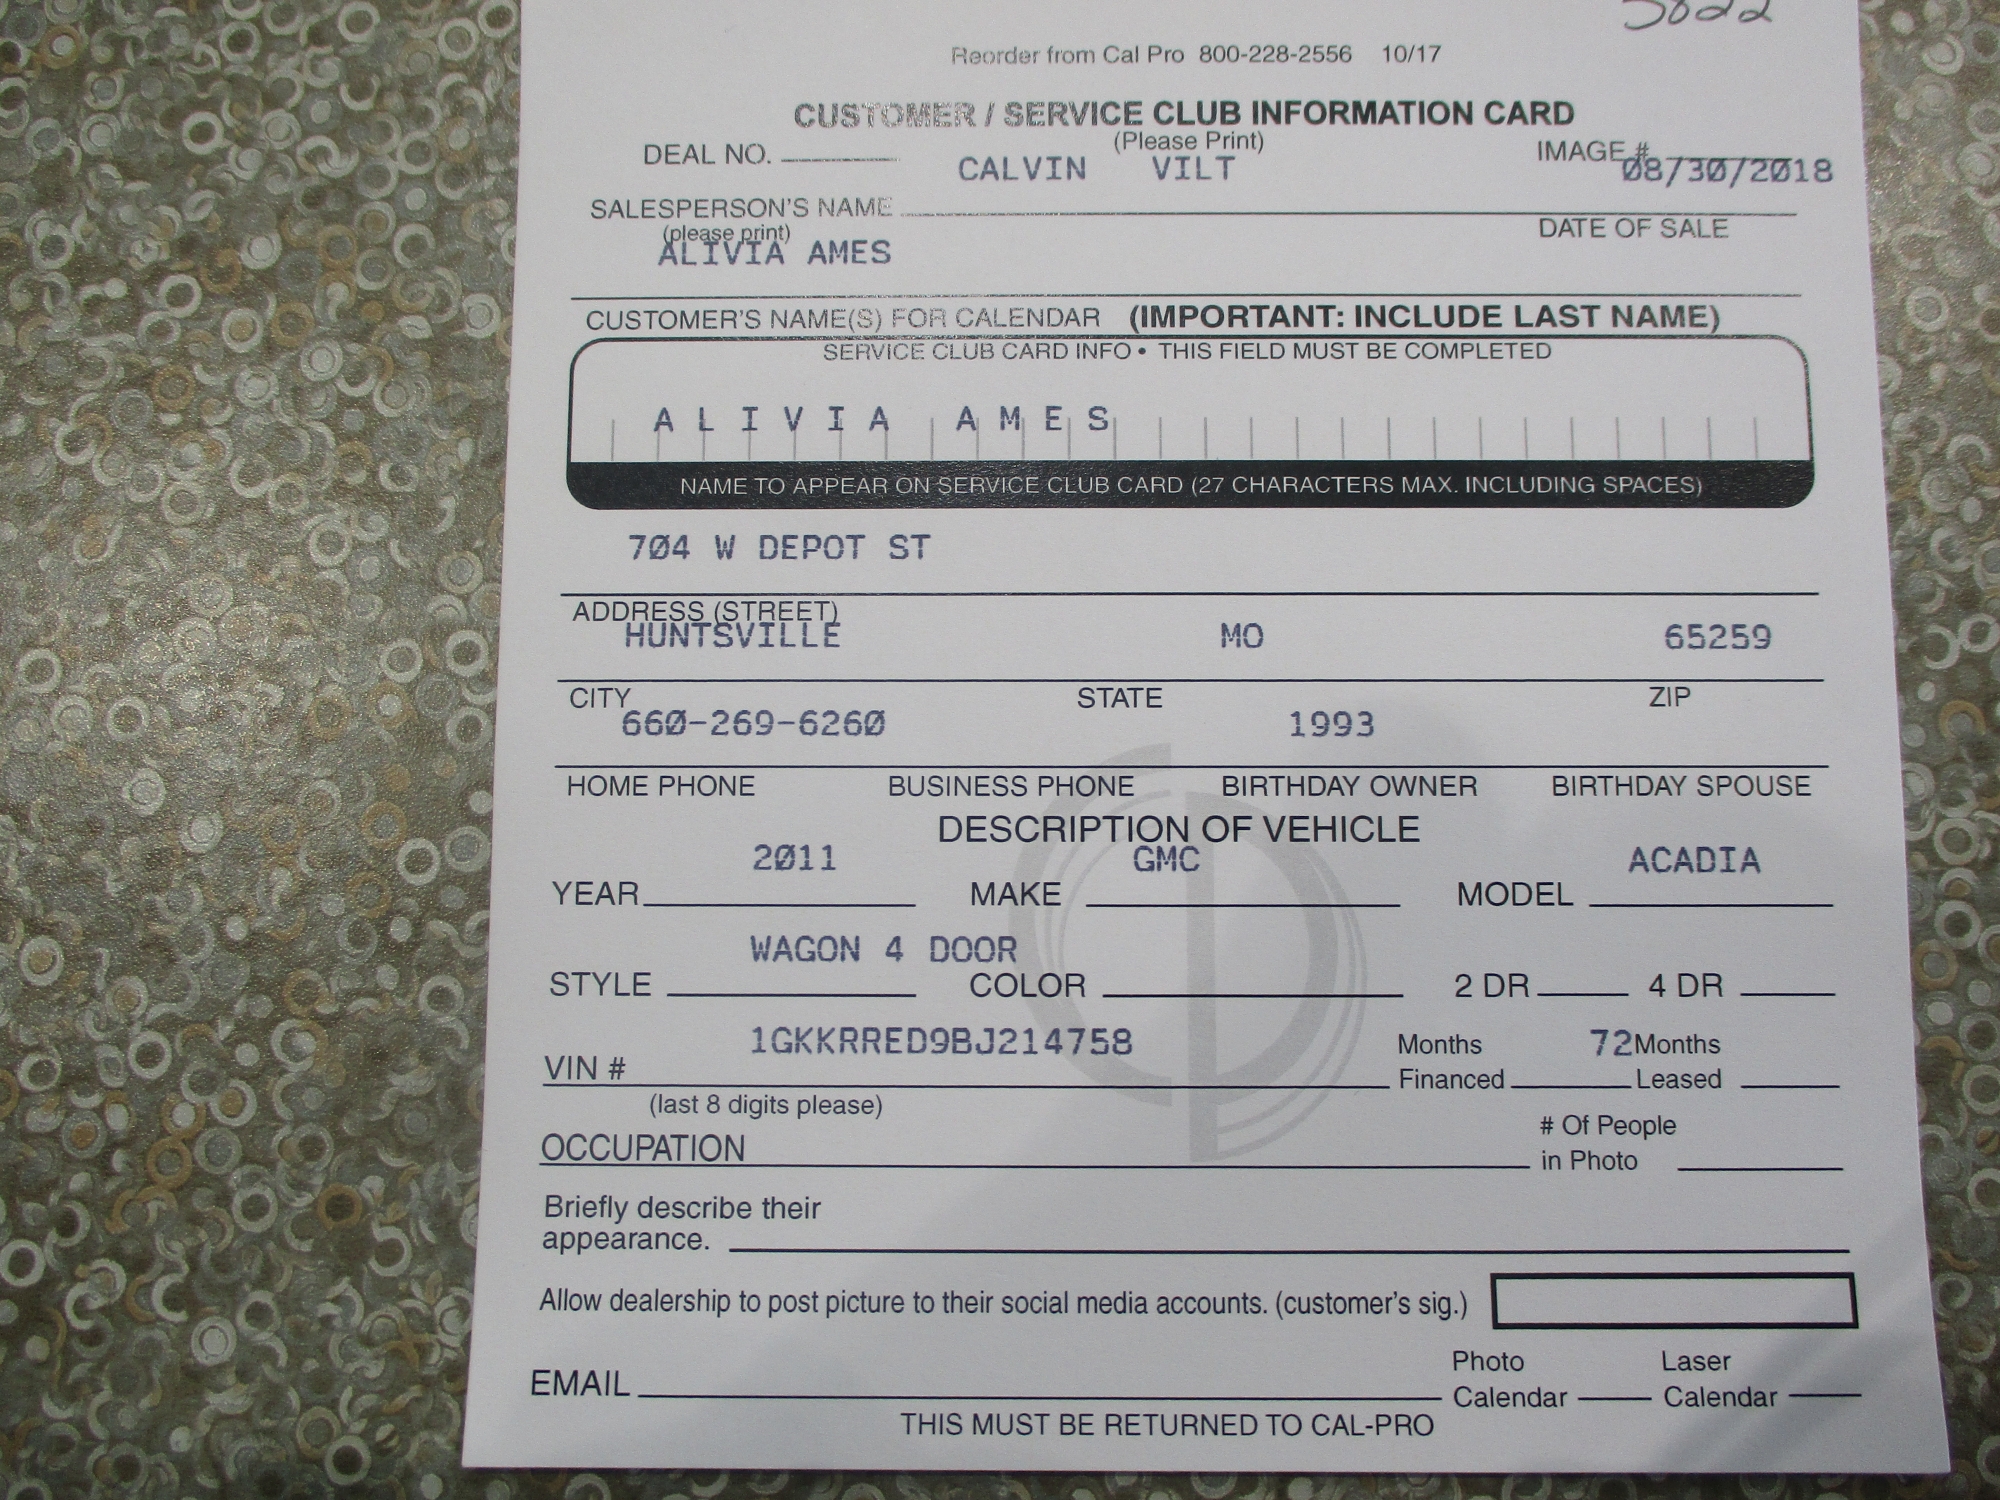 5822
Reorder from Cal Pro 800-228-2556 10/17
CUSTOMER / SERVICE CLUB INFORMATION CARD
(Please Print)
DEAL NO. IMAGE #
CALVIN VILT 08/30/2018
SALESPERSON'S NAME DATE OF SALE
(please print)
ALIVIA AMES
CUSTOMER'S NAME(S) FOR CALENDAR (IMPORTANT: INCLUDE LAST NAME)
SERVICE CLUB CARD INFO • THIS FIELD MUST BE COMPLETED
ALIVIA AMES
NAME TO APPEAR ON SERVICE CLUB CARD (27 CHARACTERS MAX. INCLUDING SPACES)
704 W DEPOT ST
ADDRESS (STREET)
HUNTSVILLE MO 65259
CITY STATE ZIP
660-269-6260 1993
HOME PHONE BUSINESS PHONE BIRTHDAY OWNER BIRTHDAY SPOUSE
DESCRIPTION OF VEHICLE
2011 GMC ACADIA
YEAR MAKE MODEL
WAGON 4 DOOR
STYLE COLOR 2 DR 4 DR
1GKKRRED9BJ214758 Months 72 Months
VIN # Financed Leased
(last 8 digits please)
# Of People
OCCUPATION in Photo
Briefly describe their
appearance.
Allow dealership to post picture to their social media accounts. (customer's sig.)
Photo Laser
EMAIL Calendar Calendar
THIS MUST BE RETURNED TO CAL-PRO